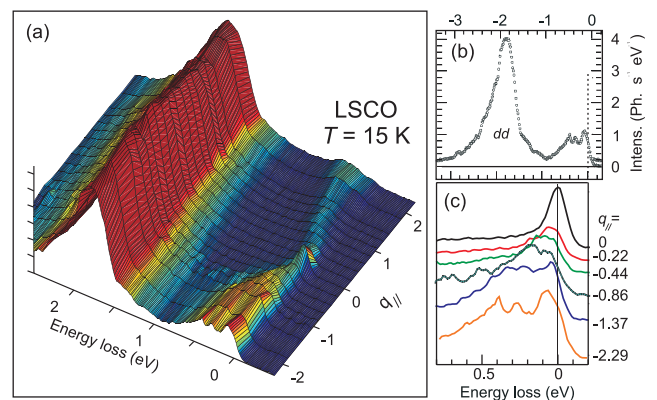 (a)
LSCO
T = 15 K
2
1
0
Energy loss (eV)
2
1
0
-1
-2
q//
-3
-2
-1
0
(b)
dd
4
3
2
1
0
Intens. (Ph. s⁻¹ eV⁻¹)
(c)
q//=
0
-0.22
-0.44
-0.86
-1.37
-2.29
0.5
0
Energy loss (eV)